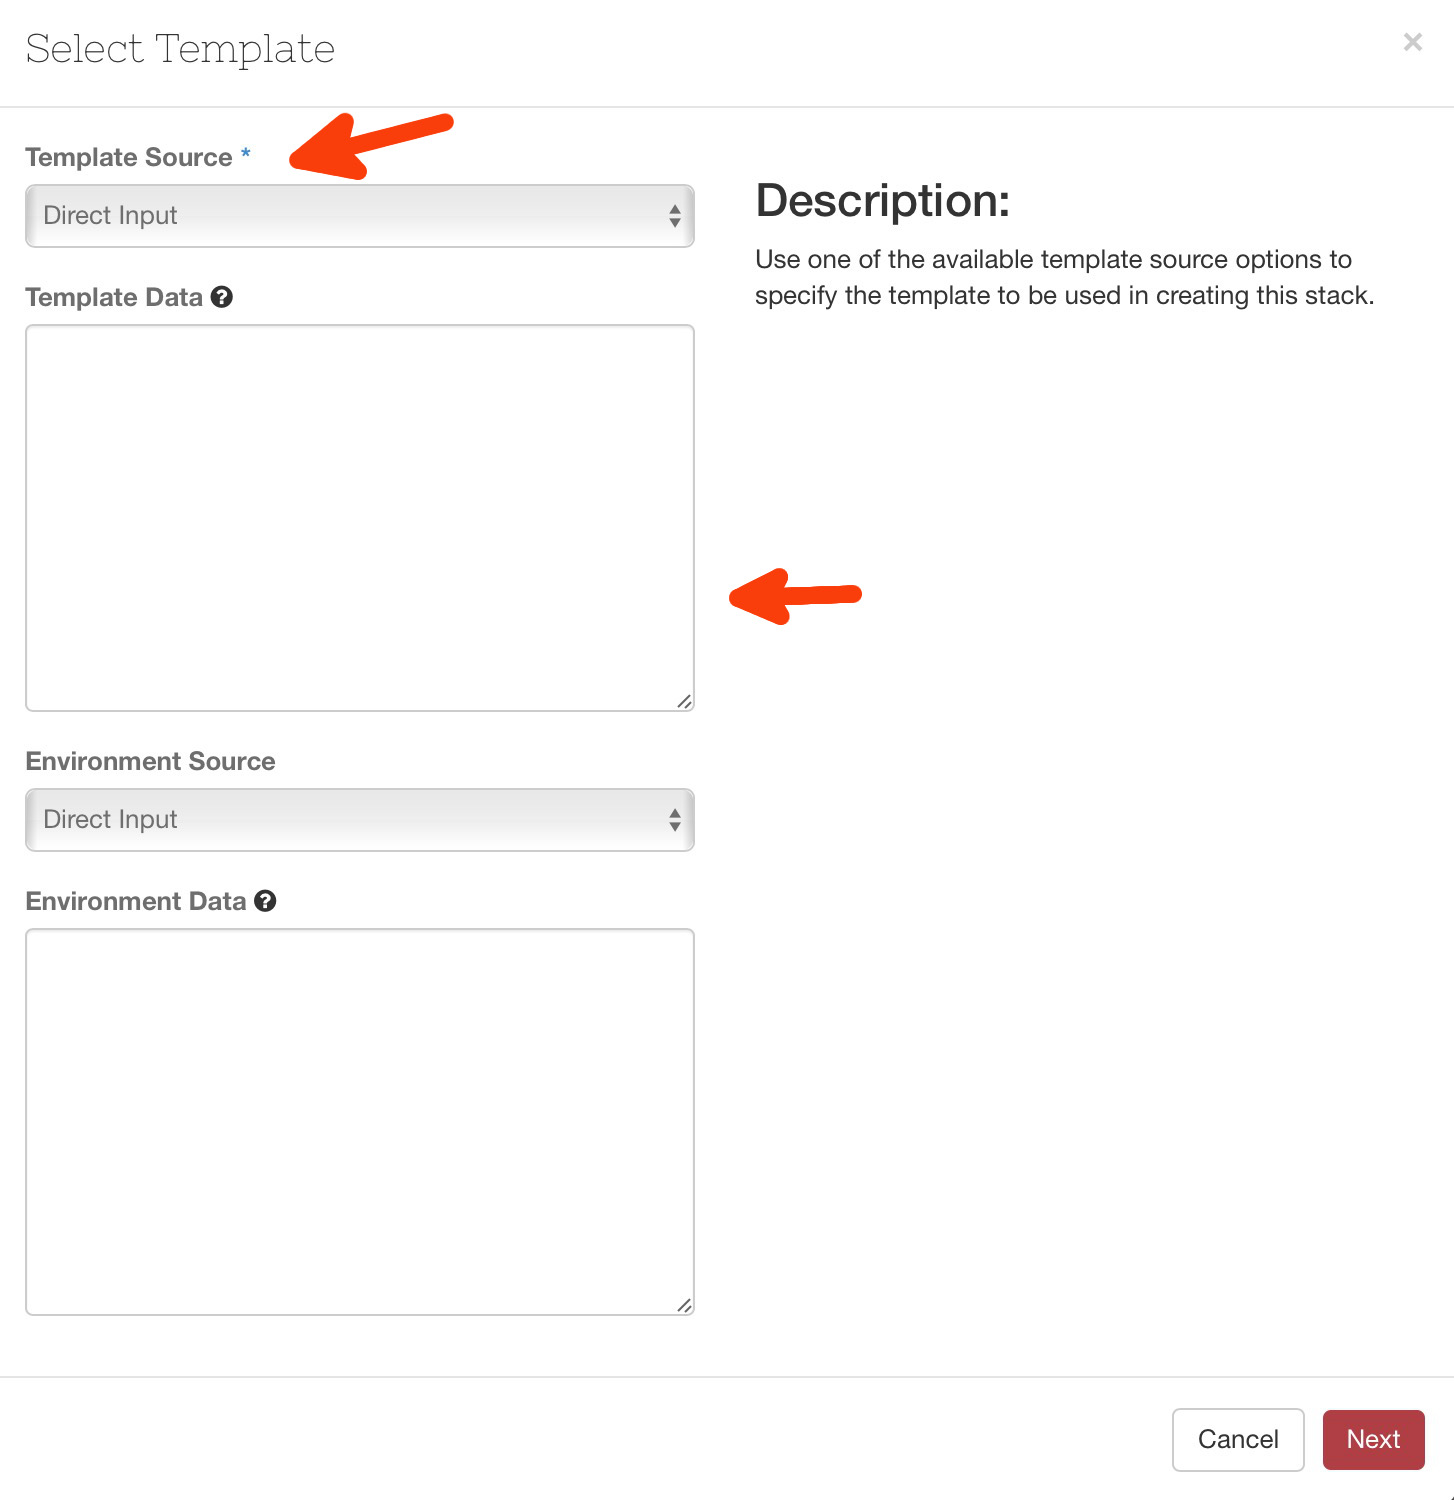 Select Template
×
Template Source *
Direct Input
Template Data ?
Environment Source
Direct Input
Environment Data ?
Description:
Use one of the available template source options to
specify the template to be used in creating this stack.
Cancel
Next